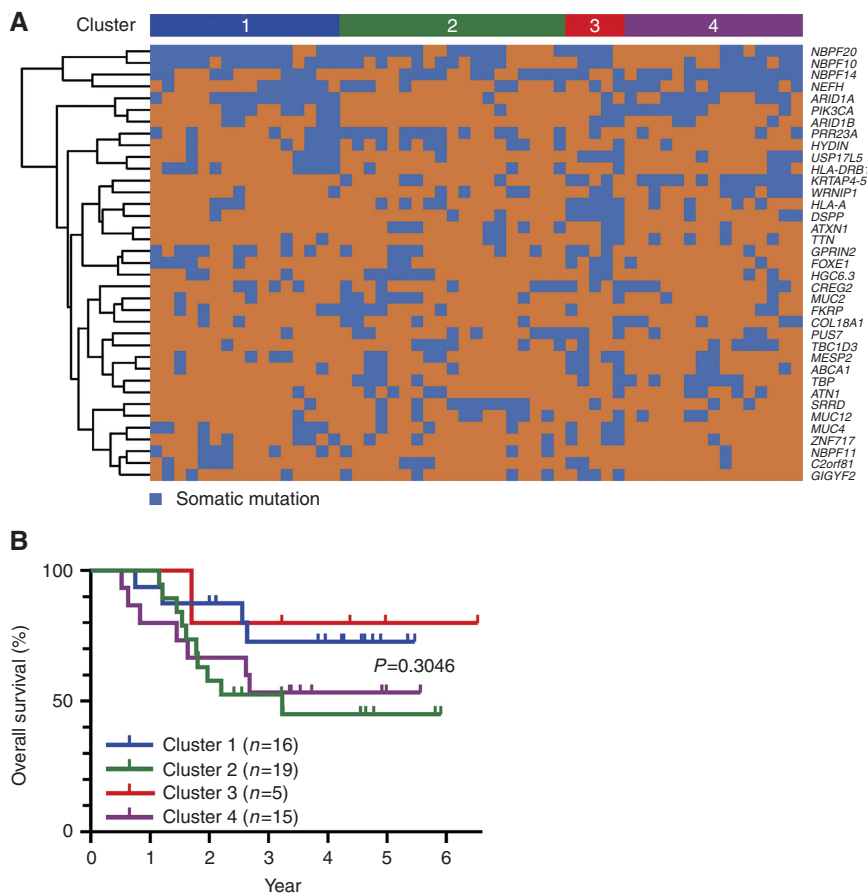 A
Cluster 1 2 3 4
NBPF20
NBPF10
NBPF14
NEFH
ARID1A
PIK3CA
ARID1B
PRR23A
HYDIN
USP17L5
HLA-DRB1
KRTAP4-5
WRNIP1
HLA-A
DSPP
ATXN1
TTN
GPRIN2
FOXE1
HGC6.3
CREG2
MUC2
FKRP
COL18A1
PUS7
TBC1D3
MESP2
ABCA1
TBP
ATN1
SRRD
MUC12
MUC4
ZNF717
NBPF11
C2orf81
GIGYF2
Somatic mutation
B
Overall survival (%)
100
50
0
P=0.3046
Cluster 1 (n=16)
Cluster 2 (n=19)
Cluster 3 (n=5)
Cluster 4 (n=15)
0 1 2 3 4 5 6
Year